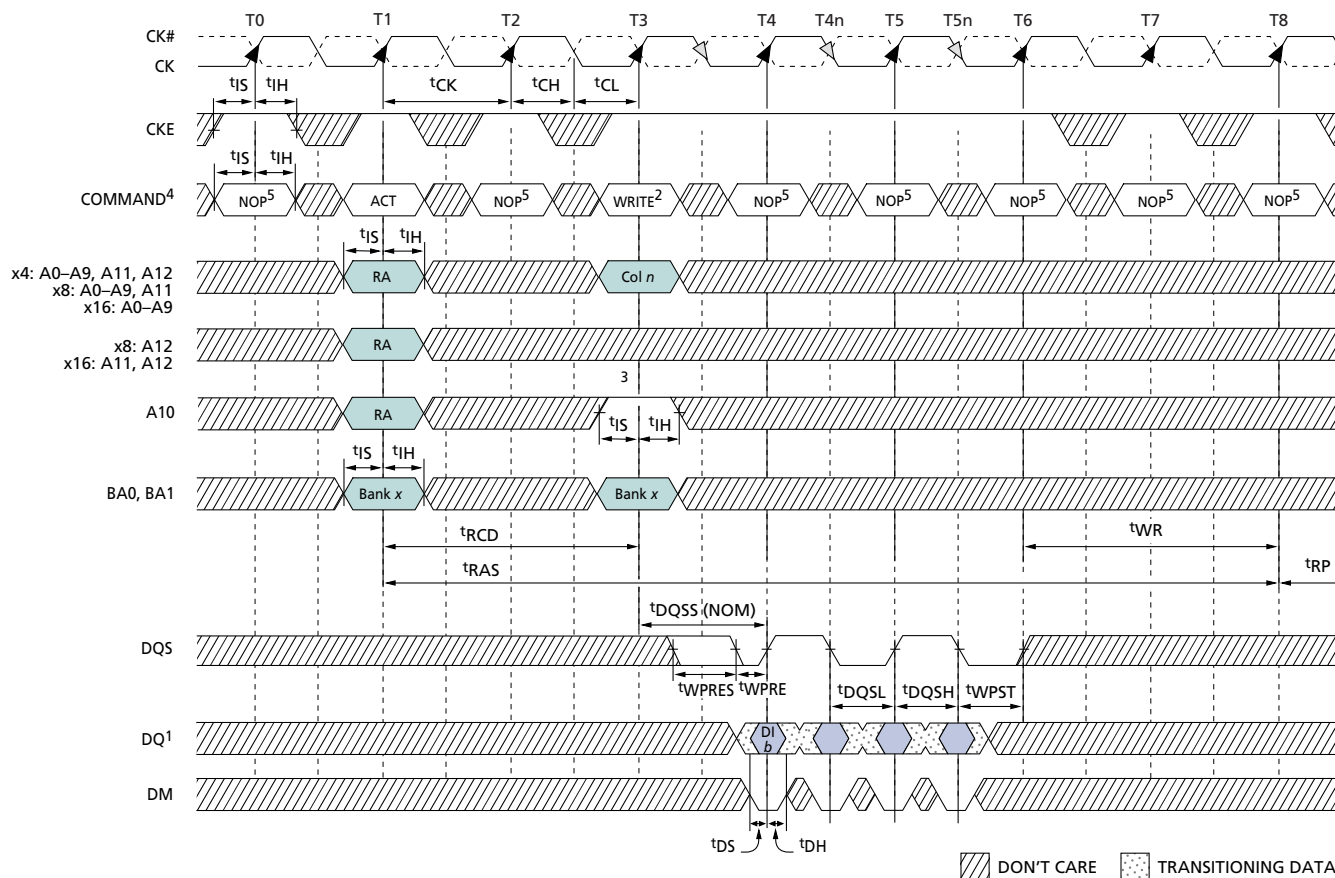 T0 T1 T2 T3 T4 T4n T5 T5n T6 T7 T8
CK#
CK
tIS tIH tCK tCH tCL
CKE
tIS tIH
COMMAND4 NOP5 ACT NOP5 WRITE2 NOP5 NOP5 NOP5 NOP5 NOP5
tIS tIH
x4: A0–A9, A11, A12 RA Col n
x8: A0–A9, A11
x16: A0–A9
x8: A12 RA
x16: A11, A12
3
A10 RA
tIS tIH
tIS tIH
BA0, BA1 Bank x Bank x
tRCD tWR
tRAS tRP
tDQSS (NOM)
DQS
tWPRES tWPRE tDQSL tDQSH tWPST
DQ1 DI
b
DM
tDS tDH
DON'T CARE TRANSITIONING DATA